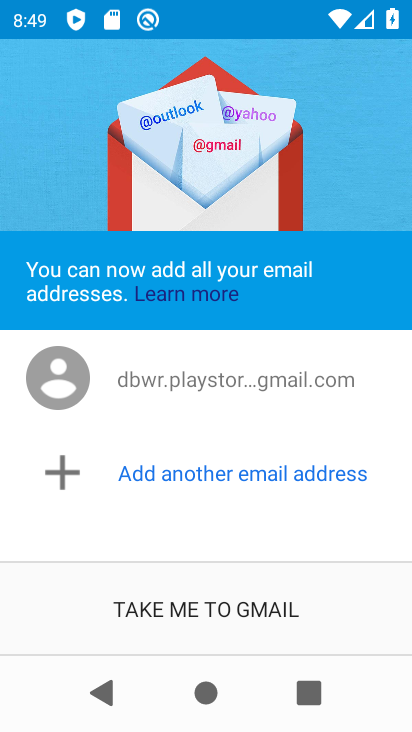 8:49
@outlook
@yahoo
@gmail
You can now add all your email
addresses. Learn more
dbwr.playstor...gmail.com
Add another email address
TAKE ME TO GMAIL